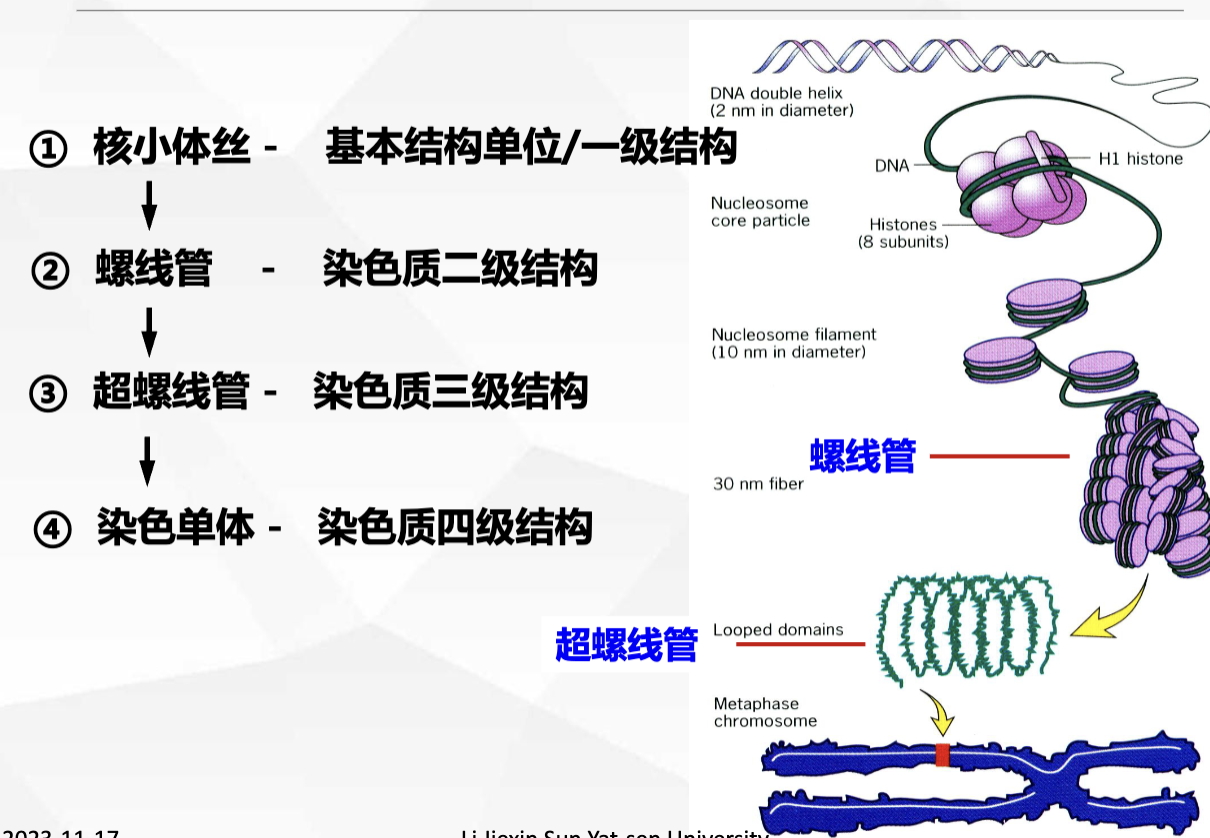 ① 核小体丝 - 基本结构单位/一级结构
② 螺线管 - 染色质二级结构
③ 超螺线管 - 染色质三级结构
④ 染色单体 - 染色质四级结构
DNA double helix
(2 nm in diameter)
DNA
H1 histone
Nucleosome
core particle
Histones
(8 subunits)
Nucleosome filament
(10 nm in diameter)
螺线管
30 nm fiber
超螺线管
Looped domains
Metaphase
chromosome
2023-11-17
Li Jiexin Sun Yat-sen University